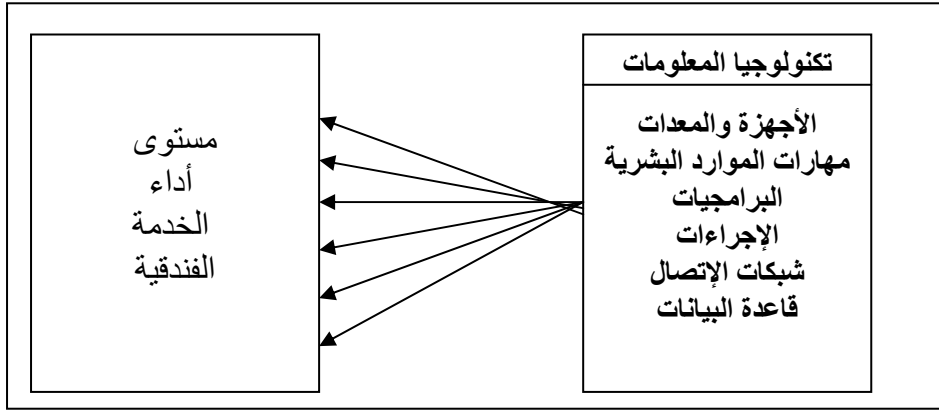 تكنولوجيا المعلومات
الأجهزة والمعدات
مهارات الموارد البشرية
البرامجيات
الإجراءات
شبكات الإتصال
قاعدة البيانات
مستوى
أداء
الخدمة
الفندقية